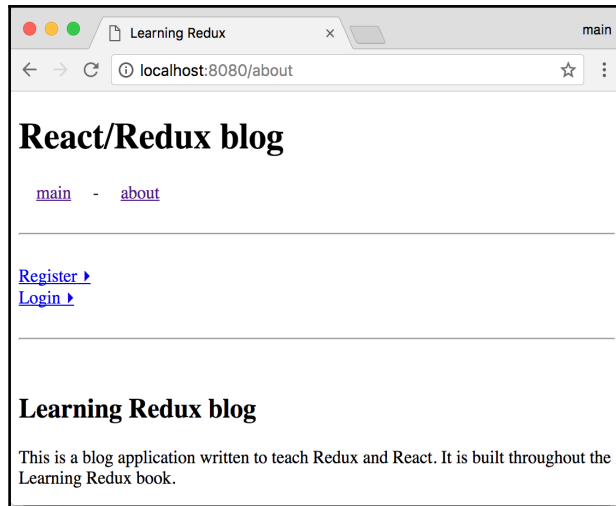 Learning Redux
main
localhost:8080/about
React/Redux blog
main - about
Register
Login
Learning Redux blog
This is a blog application written to teach Redux and React. It is built throughout the
Learning Redux book.